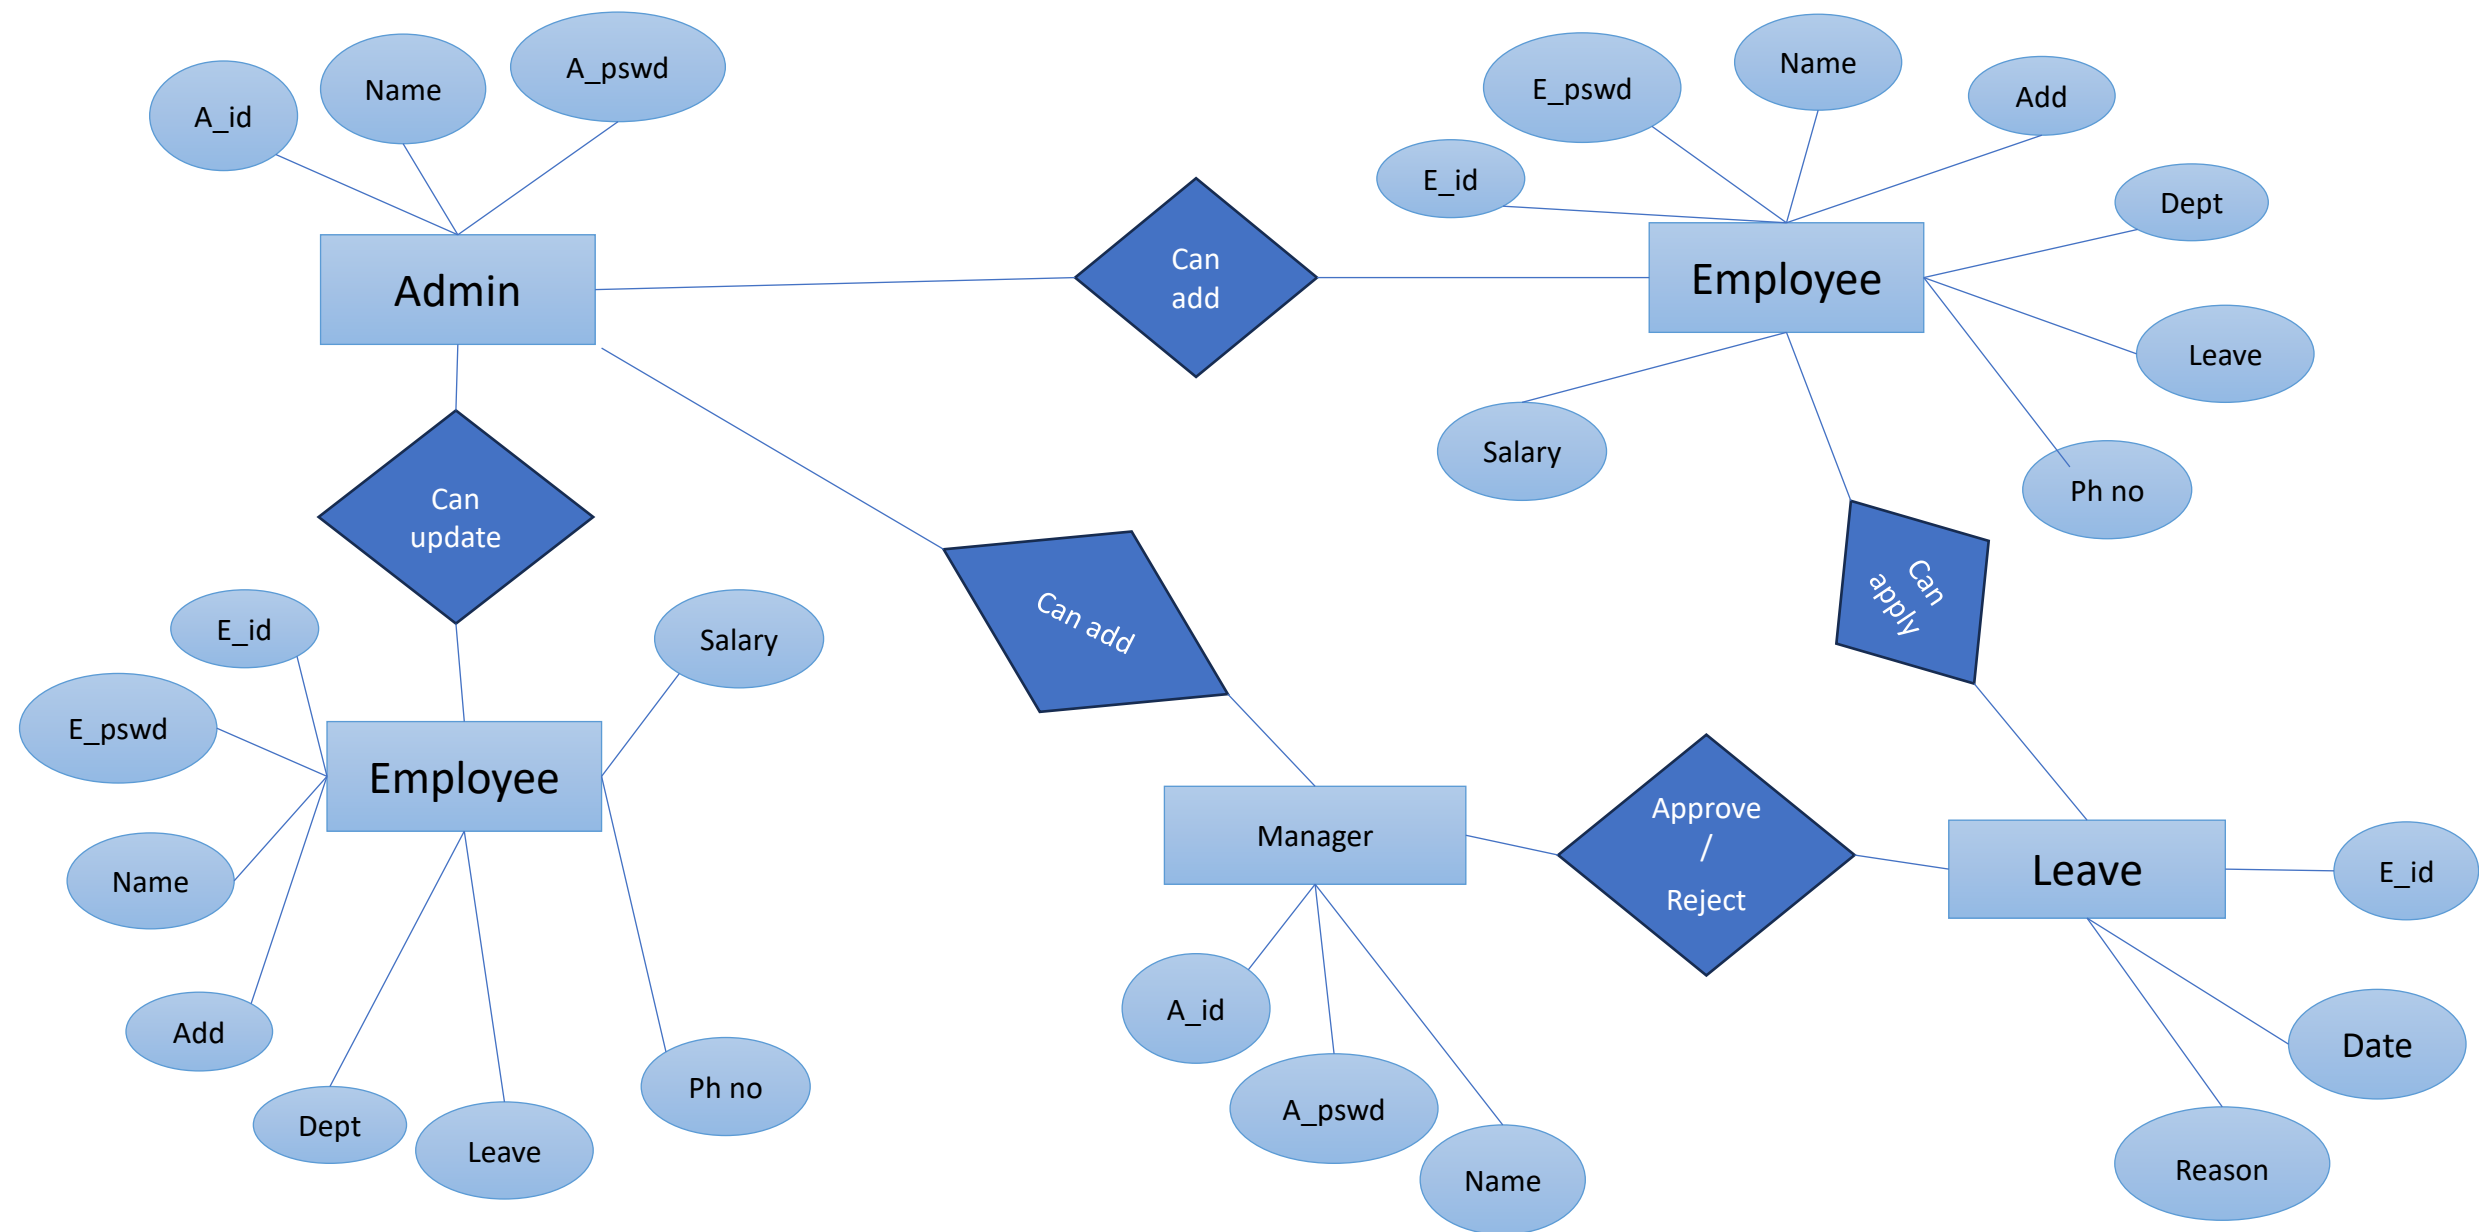 A_id
Name
A_pswd
E_pswd
Name
Add
E_id
Dept
Admin
Can
add
Employee
Leave
Salary
Ph no
Can
update
Can add
Can
apply
E_id
Salary
E_pswd
Employee
Manager
Approve
/
Reject
Leave
E_id
Name
Add
A_id
Date
Ph no
A_pswd
Dept
Leave
Name
Reason